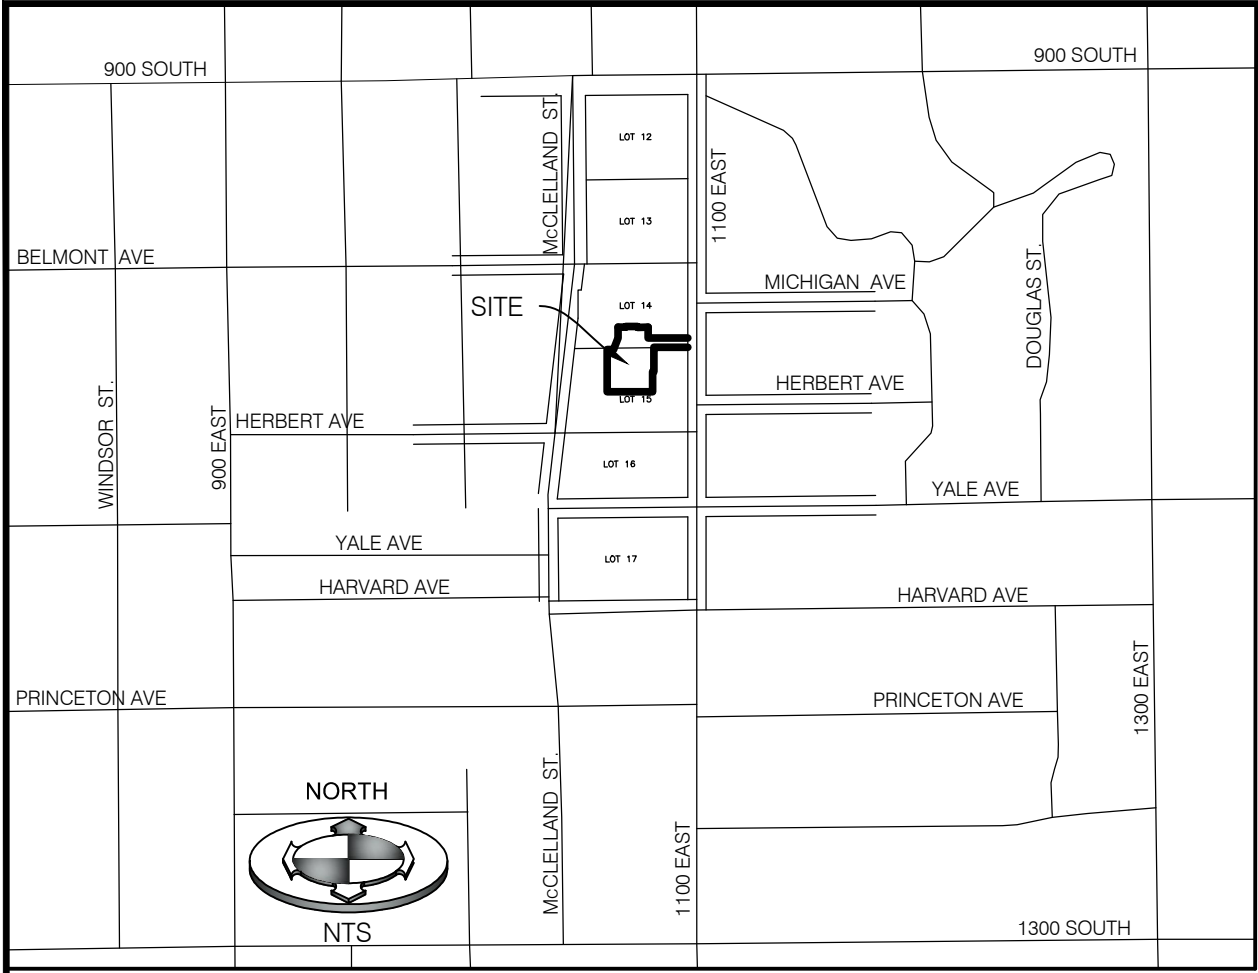 900 SOUTH
900 SOUTH
McCLELLAND ST.
LOT 12
1100 EAST
LOT 13
BELMONT AVE
DOUGLAS ST.
MICHIGAN AVE
SITE
LOT 14
HERBERT AVE
WINDSOR ST.
900 EAST
HERBERT AVE
LOT 15
LOT 16
YALE AVE
YALE AVE
LOT 17
HARVARD AVE
HARVARD AVE
PRINCETON AVE
PRINCETON AVE
1300 EAST
NORTH
McCLELLAND ST.
1100 EAST
NTS
1300 SOUTH